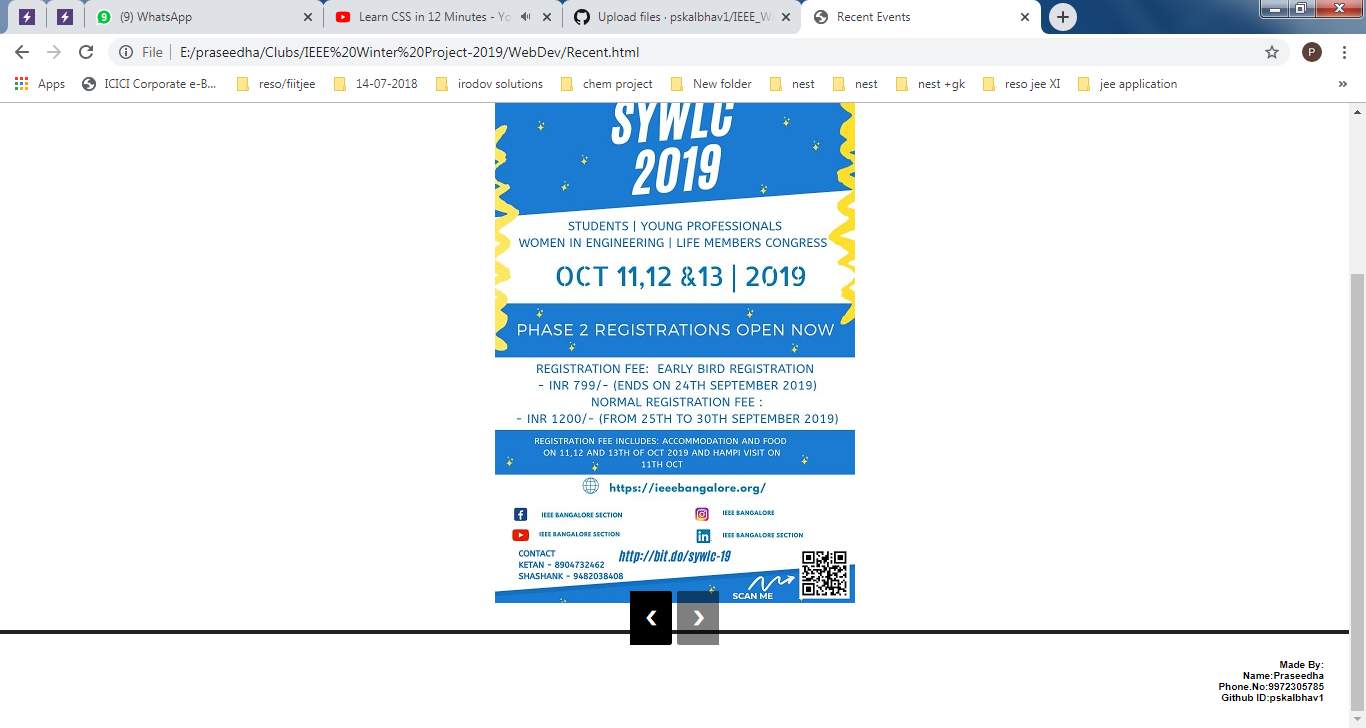 (9) WhatsApp
Learn CSS in 12 Minutes - Yo
Upload files · pskalbhav1/IEEE_W
Recent Events
File
E:/praseedha/Clubs/IEEE%20Winter%20Project-2019/WebDev/Recent.html
P
Apps
ICICI Corporate e-B...
reso/fiitjee
14-07-2018
irodov solutions
chem project
New folder
nest
nest
nest +gk
reso jee XI
jee application
SYWLC
2019
STUDENTS | YOUNG PROFESSIONALS
WOMEN IN ENGINEERING | LIFE MEMBERS CONGRESS
OCT 11,12 &13 | 2019
PHASE 2 REGISTRATIONS OPEN NOW
REGISTRATION FEE: EARLY BIRD REGISTRATION
- INR 799/- (ENDS ON 24TH SEPTEMBER 2019)
NORMAL REGISTRATION FEE :
- INR 1200/- (FROM 25TH TO 30TH SEPTEMBER 2019)
REGISTRATION FEE INCLUDES: ACCOMMODATION AND FOOD
ON 11,12 AND 13TH OF OCT 2019 AND HAMPI VISIT ON
11TH OCT
https://ieeebangalore.org/
IEEE BANGALORE SECTION
IEEE BANGALORE
IEEE BANGALORE SECTION
IEEE BANGALORE SECTION
CONTACT
KETAN - 8904732462
SHASHANK - 9482038408
http://bit.do/sywlc-19
SCAN ME
Made By:
Name:Praseedha
Phone.No:9972305785
Github ID:pskalbhav1